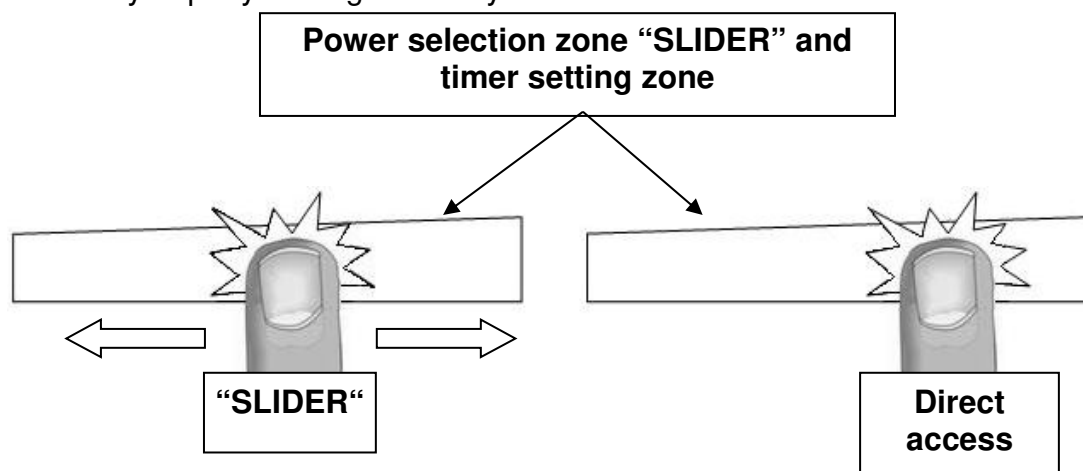 Power selection zone “SLIDER” and
timer setting zone
“SLIDER“
Direct
access